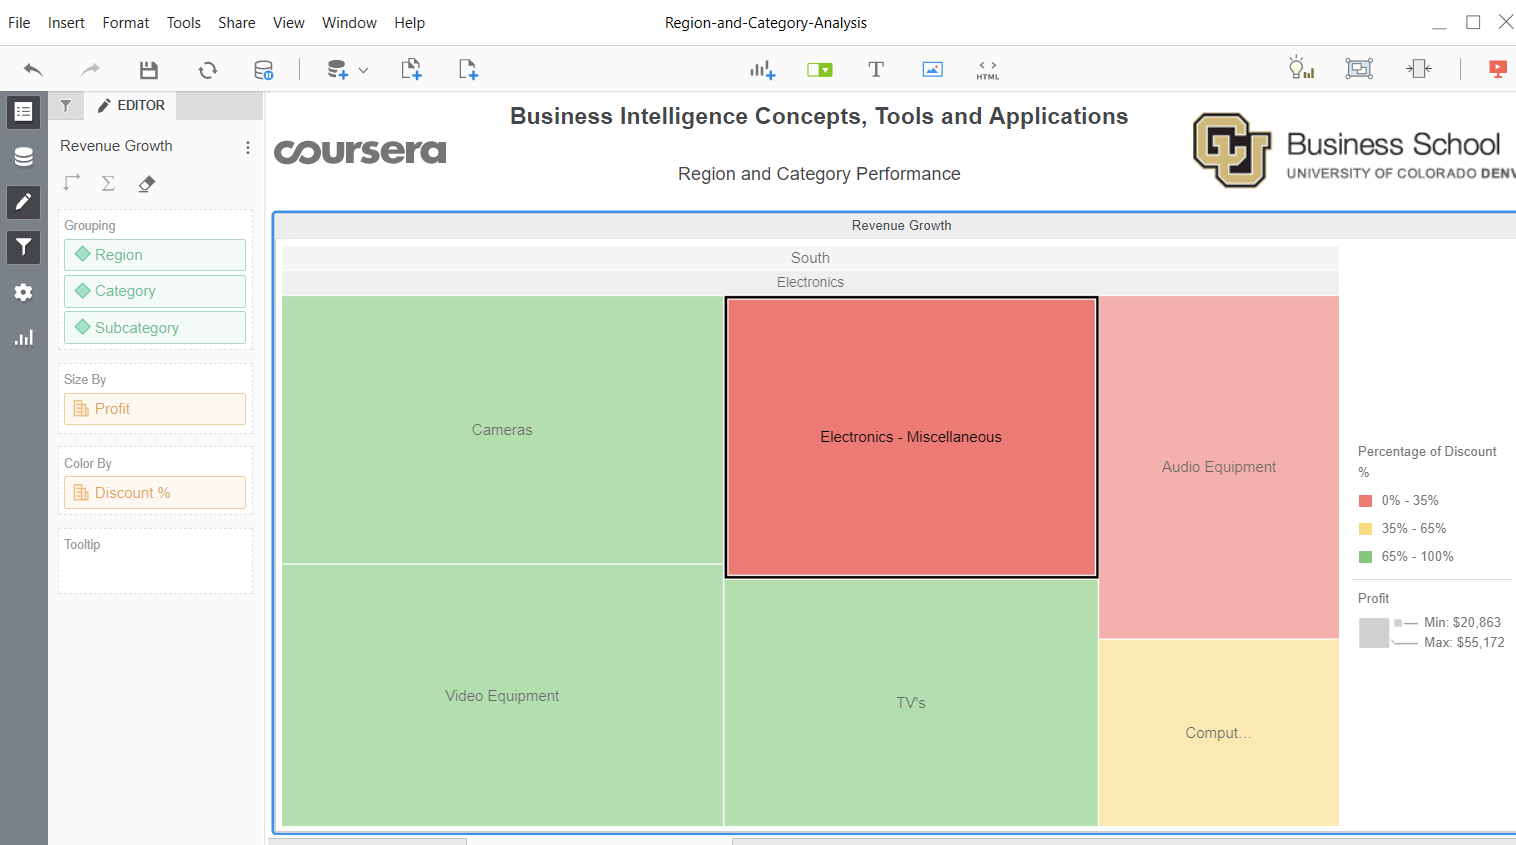 File Insert Format Tools Share View Window Help
Region-and-Category-Analysis
T
HTML
EDITOR
Revenue Growth
Grouping
Region
Category
Subcategory
Size By
Profit
Color By
Discount %
Tooltip
Business Intelligence Concepts, Tools and Applications
coursera
Region and Category Performance
CU
Business School
UNIVERSITY OF COLORADO DENV
Revenue Growth
South
Electronics
Cameras
Electronics - Miscellaneous
Audio Equipment
Video Equipment
TV's
Comput...
Percentage of Discount
%
0% - 35%
35% - 65%
65% - 100%
Profit
Min: $20,863
Max: $55,172